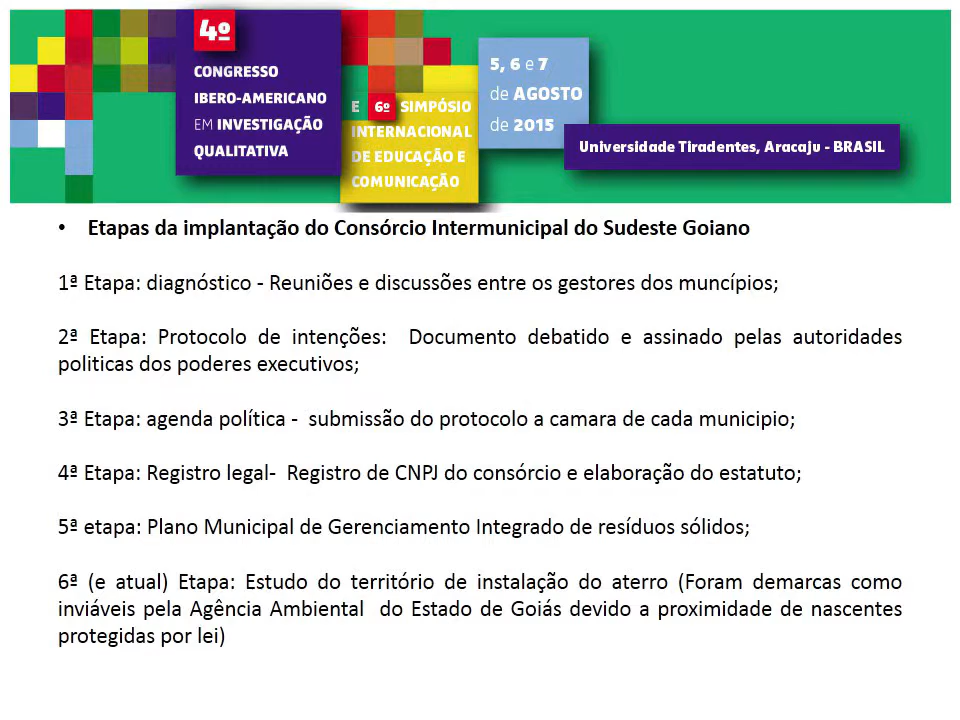 4º
CONGRESSO
IBERO-AMERICANO
EM INVESTIGAÇÃO
QUALITATIVA
E 6º SIMPÓSIO
INTERNACIONAL
DE EDUCAÇÃO E
COMUNICAÇÃO
5, 6 e 7
de AGOSTO
de 2015
Universidade Tiradentes, Aracaju - BRASIL
• Etapas da implantação do Consórcio Intermunicipal do Sudeste Goiano
1ª Etapa: diagnóstico - Reuniões e discussões entre os gestores dos muncípios;
2ª Etapa: Protocolo de intenções: Documento debatido e assinado pelas autoridades
politicas dos poderes executivos;
3ª Etapa: agenda política - submissão do protocolo a camara de cada municipio;
4ª Etapa: Registro legal- Registro de CNPJ do consórcio e elaboração do estatuto;
5ª etapa: Plano Municipal de Gerenciamento Integrado de resíduos sólidos;
6ª (e atual) Etapa: Estudo do território de instalação do aterro (Foram demarcas como
inviáveis pela Agência Ambiental do Estado de Goiás devido a proximidade de nascentes
protegidas por lei)